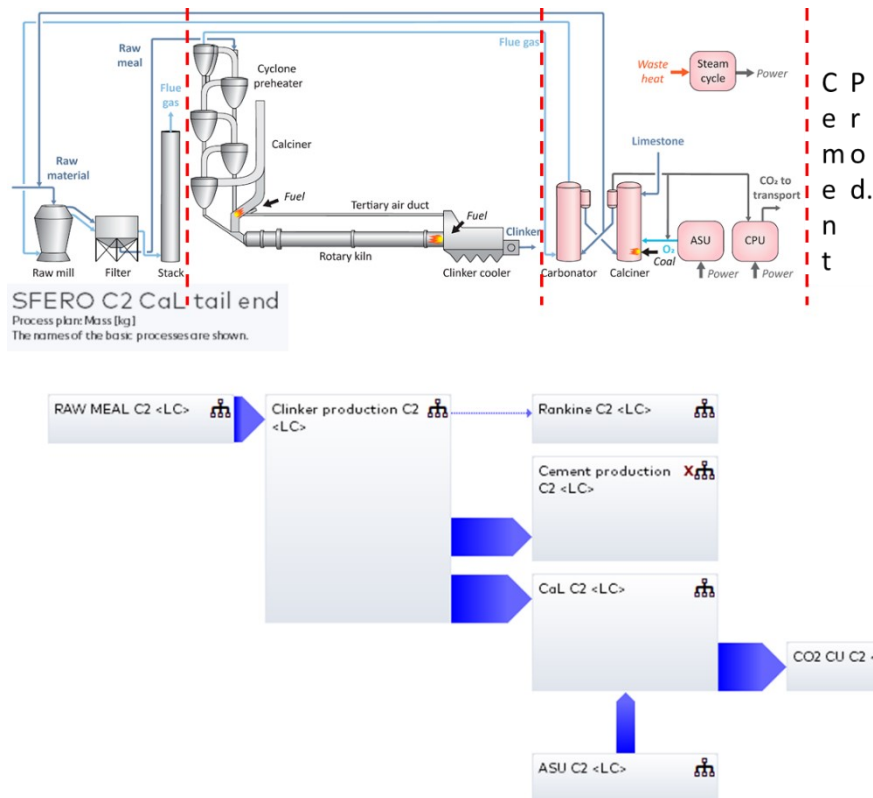 Raw
meal
Flue
gas
Raw
material
Raw mill
Filter
Stack
Cyclone
preheater
Calciner
Fuel
Tertiary air duct
Fuel
Rotary kiln
Clinker
Clinker cooler
Flue gas
Waste
heat
Steam
cycle
Power
Limestone
CO₂ to
transport
O₂
Coal
ASU
CPU
Carbonator
Calciner
Power
Power
Cement
Prod.
SFERO C2 CaL tail end
Process plan: Mass [kg]
The names of the basic processes are shown.
RAW MEAL C2 <LC>
Clinker production C2
<LC>
Rankine C2 <LC>
Cement production
C2 <LC>
X
CaL C2 <LC>
CO2 CU C2 <
ASU C2 <LC>